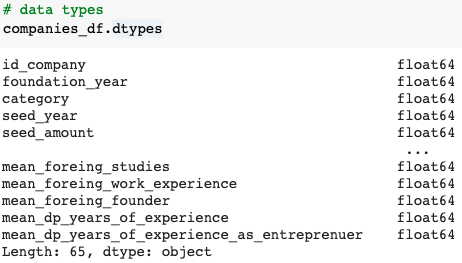 # data types
companies_df.dtypes
id_company float64
foundation_year float64
category float64
seed_year float64
seed_amount float64
...
mean_foreing_studies float64
mean_foreing_work_experience float64
mean_foreing_founder float64
mean_dp_years_of_experience float64
mean_dp_years_of_experience_as_entreprenuer float64
Length: 65, dtype: object